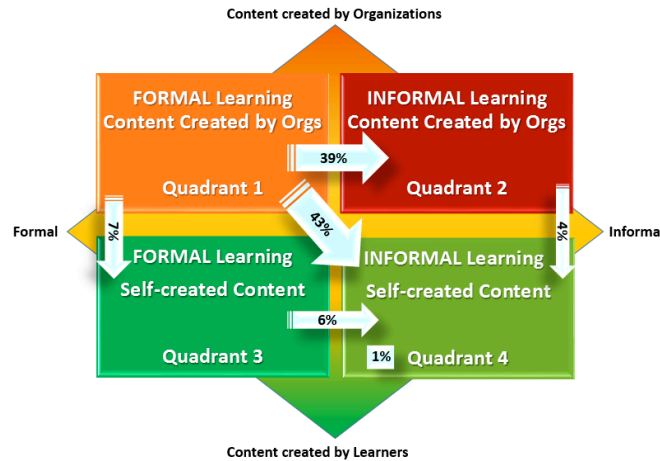 Content created by Organizations
FORMAL Learning
Content Created by Orgs
Quadrant 1
INFORMAL Learning
Content Created by Orgs
Quadrant 2
39%
43%
7%
4%
Formal
Informa
FORMAL Learning
Self-created Content
Quadrant 3
INFORMAL Learning
Self-created Content
Quadrant 4
6%
1%
Content created by Learners